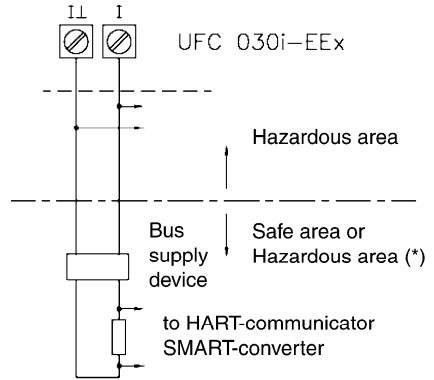 I⊥ I
UFC 030i-EEx
Hazardous area
Bus
supply
device
Safe area or
Hazardous area (*)
to HART-communicator
SMART-converter